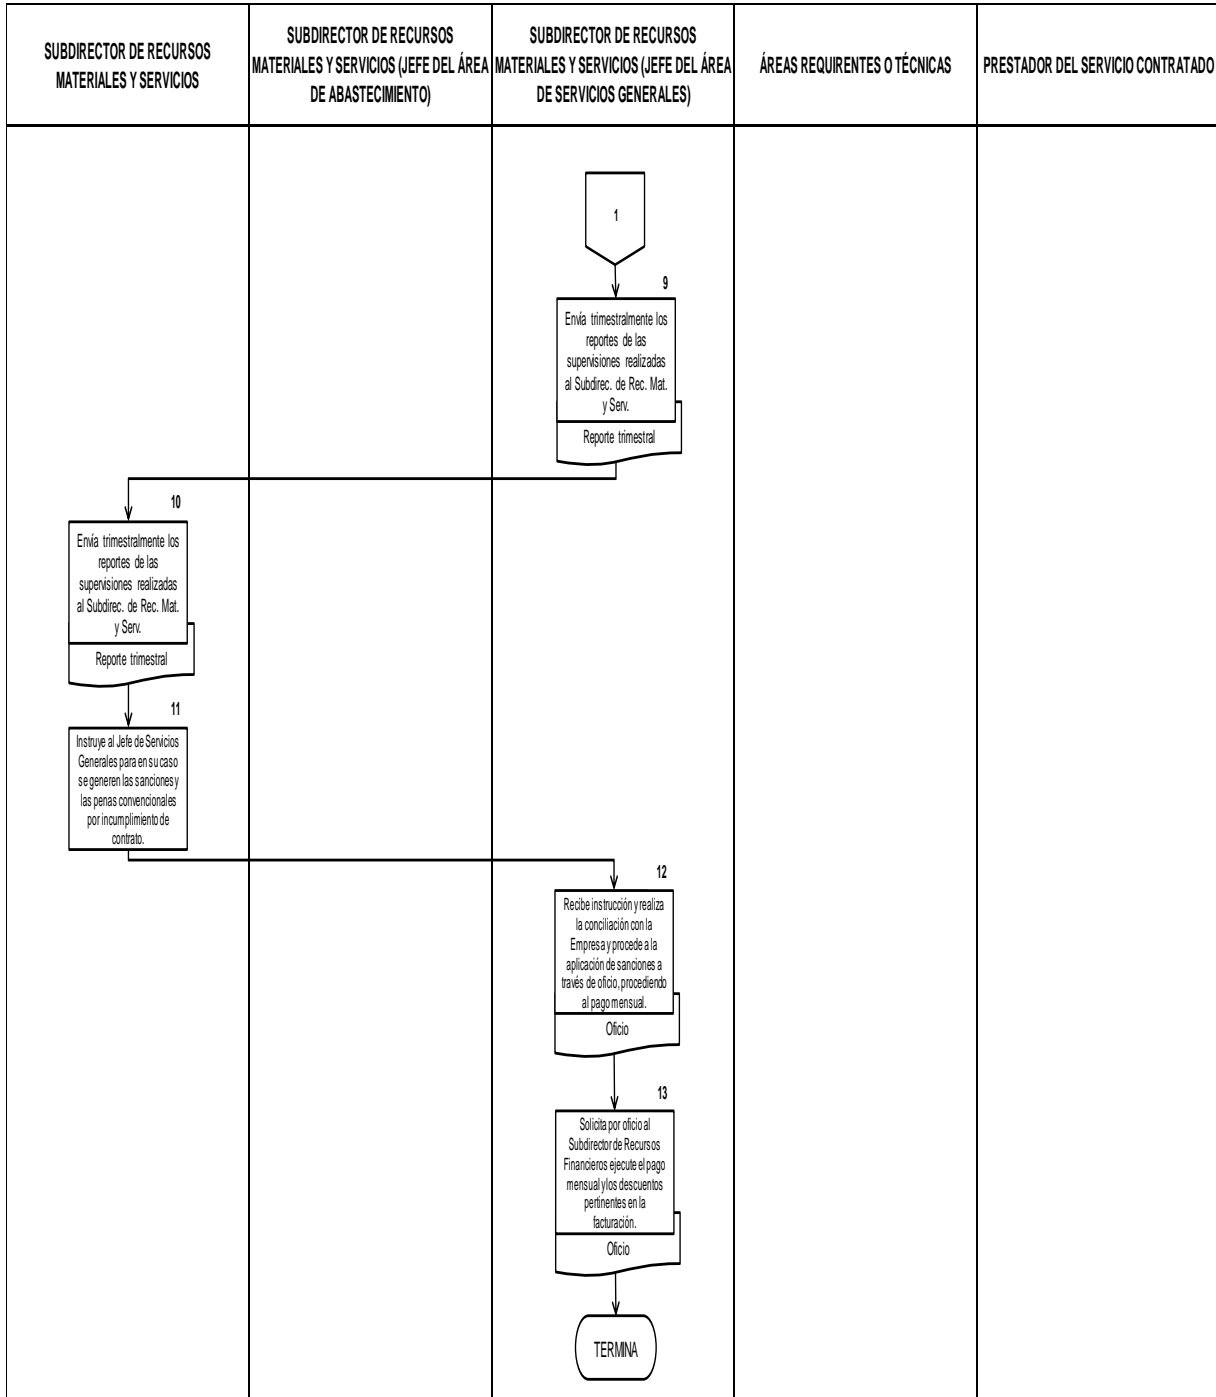 SUBDIRECTOR DE RECURSOS
MATERIALES Y SERVICIOS
SUBDIRECTOR DE RECURSOS
MATERIALES Y SERVICIOS (JEFE DEL ÁREA
DE ABASTECIMIENTO)
SUBDIRECTOR DE RECURSOS
MATERIALES Y SERVICIOS (JEFE DEL ÁREA
DE SERVICIOS GENERALES)
ÁREAS REQUIRENTES O TÉCNICAS
PRESTADOR DEL SERVICIO CONTRATADO
1
9
Envía trimestralmente los
reportes de las
supervisiones realizadas
al Subdirec. de Rec. Mat.
y Serv.
Reporte trimestral
10
Envía trimestralmente los
reportes de las
supervisiones realizadas
al Subdirec. de Rec. Mat.
y Serv.
Reporte trimestral
11
Instruye al Jefe de Servicios
Generales para en su caso
se generen las sanciones y
las penas convencionales
por incumplimiento de
contrato.
12
Recibe instrucción y realiza
la conciliación con la
Empresa y procede a la
aplicación de sanciones a
través de oficio, procediendo
al pago mensual.
Oficio
13
Solicita por oficio al
Subdirector de Recursos
Financieros ejecute el pago
mensual y los descuentos
pertinentes en la
facturación.
Oficio
TERMINA